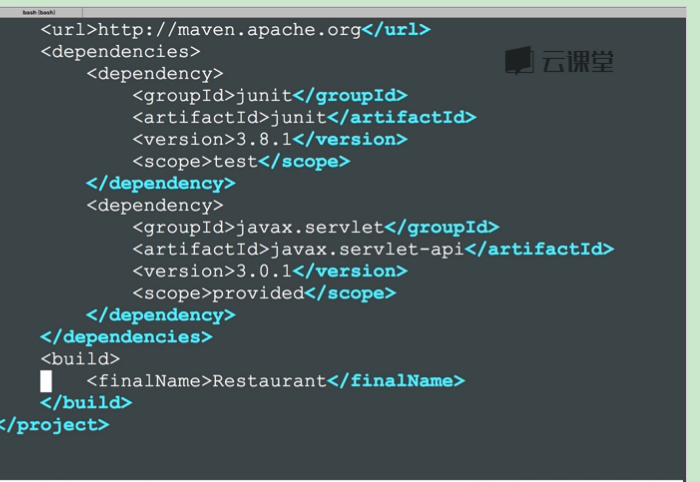 bash (bash)
<url>http://maven.apache.org</url>
<dependencies>
<dependency>
<groupId>junit</groupId>
<artifactId>junit</artifactId>
<version>3.8.1</version>
<scope>test</scope>
</dependency>
<dependency>
<groupId>javax.servlet</groupId>
<artifactId>javax.servlet-api</artifactId>
<version>3.0.1</version>
<scope>provided</scope>
</dependency>
</dependencies>
<build>
<finalName>Restaurant</finalName>
</build>
</project>
云课堂